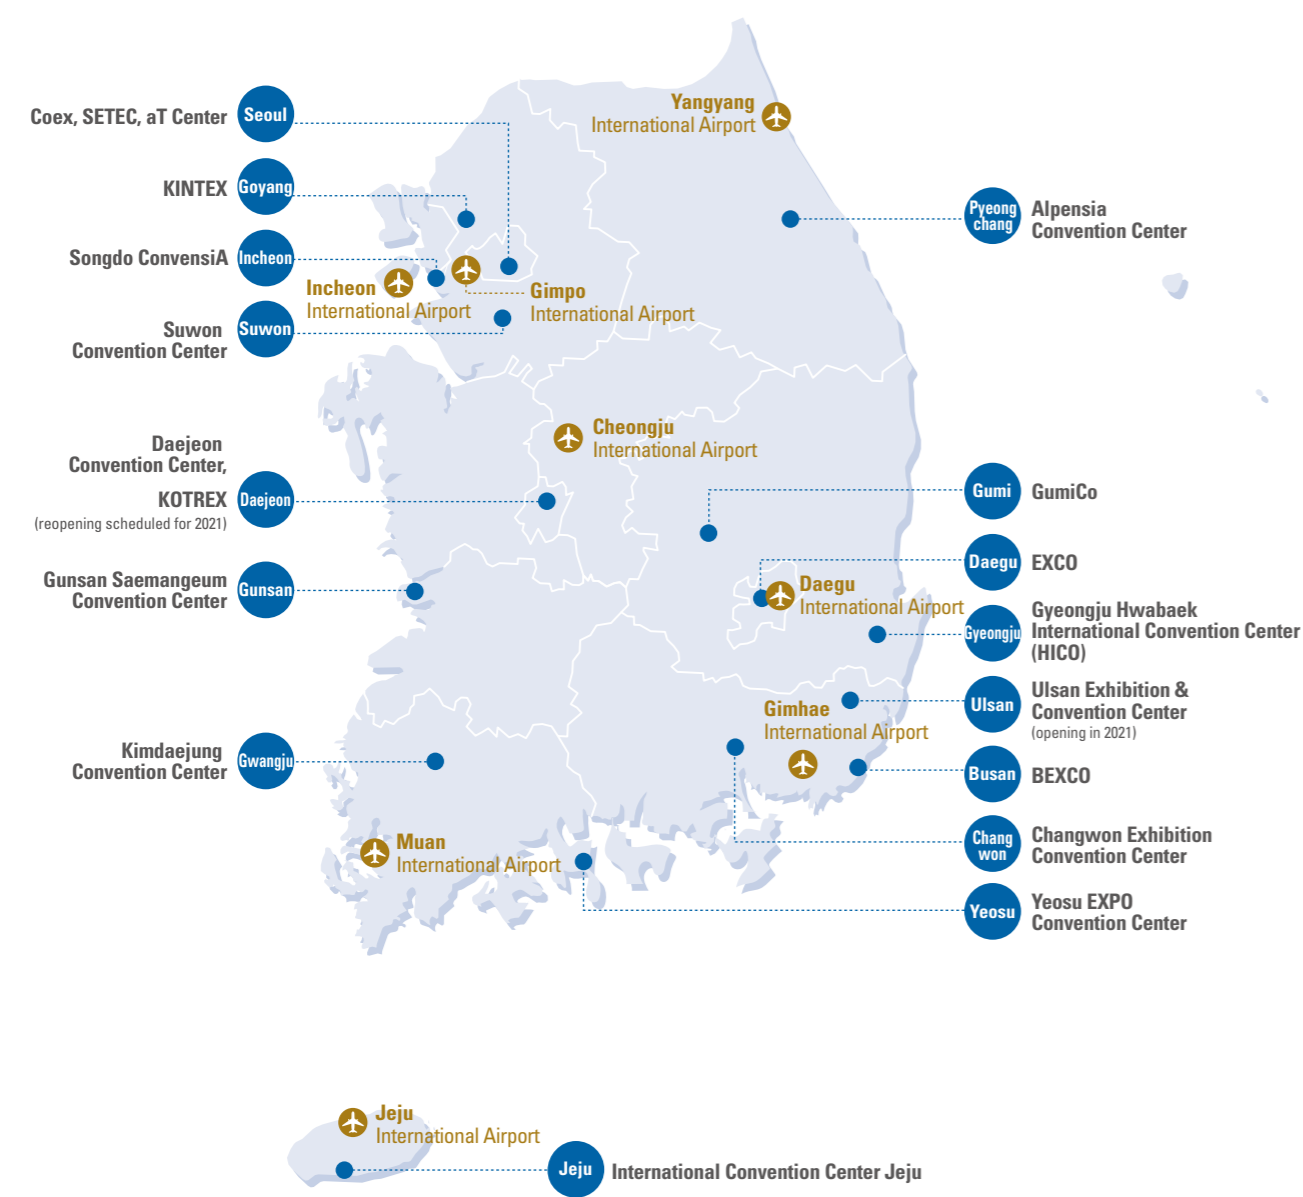 Coex, SETEC, aT Center
Seoul
KINTEX
Goyang
Songdo ConvensiA
Incheon
Suwon
Convention Center
Suwon
Daejeon
Convention Center,
KOTREX
(reopening scheduled for 2021)
Daejeon
Gunsan Saemangeum
Convention Center
Gunsan
Kimdaejung
Convention Center
Gwangju
Yangyang
International Airport
Incheon
International Airport
Gimpo
International Airport
Cheongju
International Airport
Daegu
International Airport
Gimhae
International Airport
Muan
International Airport
Jeju
International Airport
Pyeong
chang
Alpensia
Convention Center
Gumi
GumiCo
Daegu
EXCO
Gyeongju
Gyeongju Hwabaek
International Convention Center
(HICO)
Ulsan
Ulsan Exhibition &
Convention Center
(opening in 2021)
Busan
BEXCO
Chang
won
Changwon Exhibition
Convention Center
Yeosu
Yeosu EXPO
Convention Center
Jeju
International Convention Center Jeju